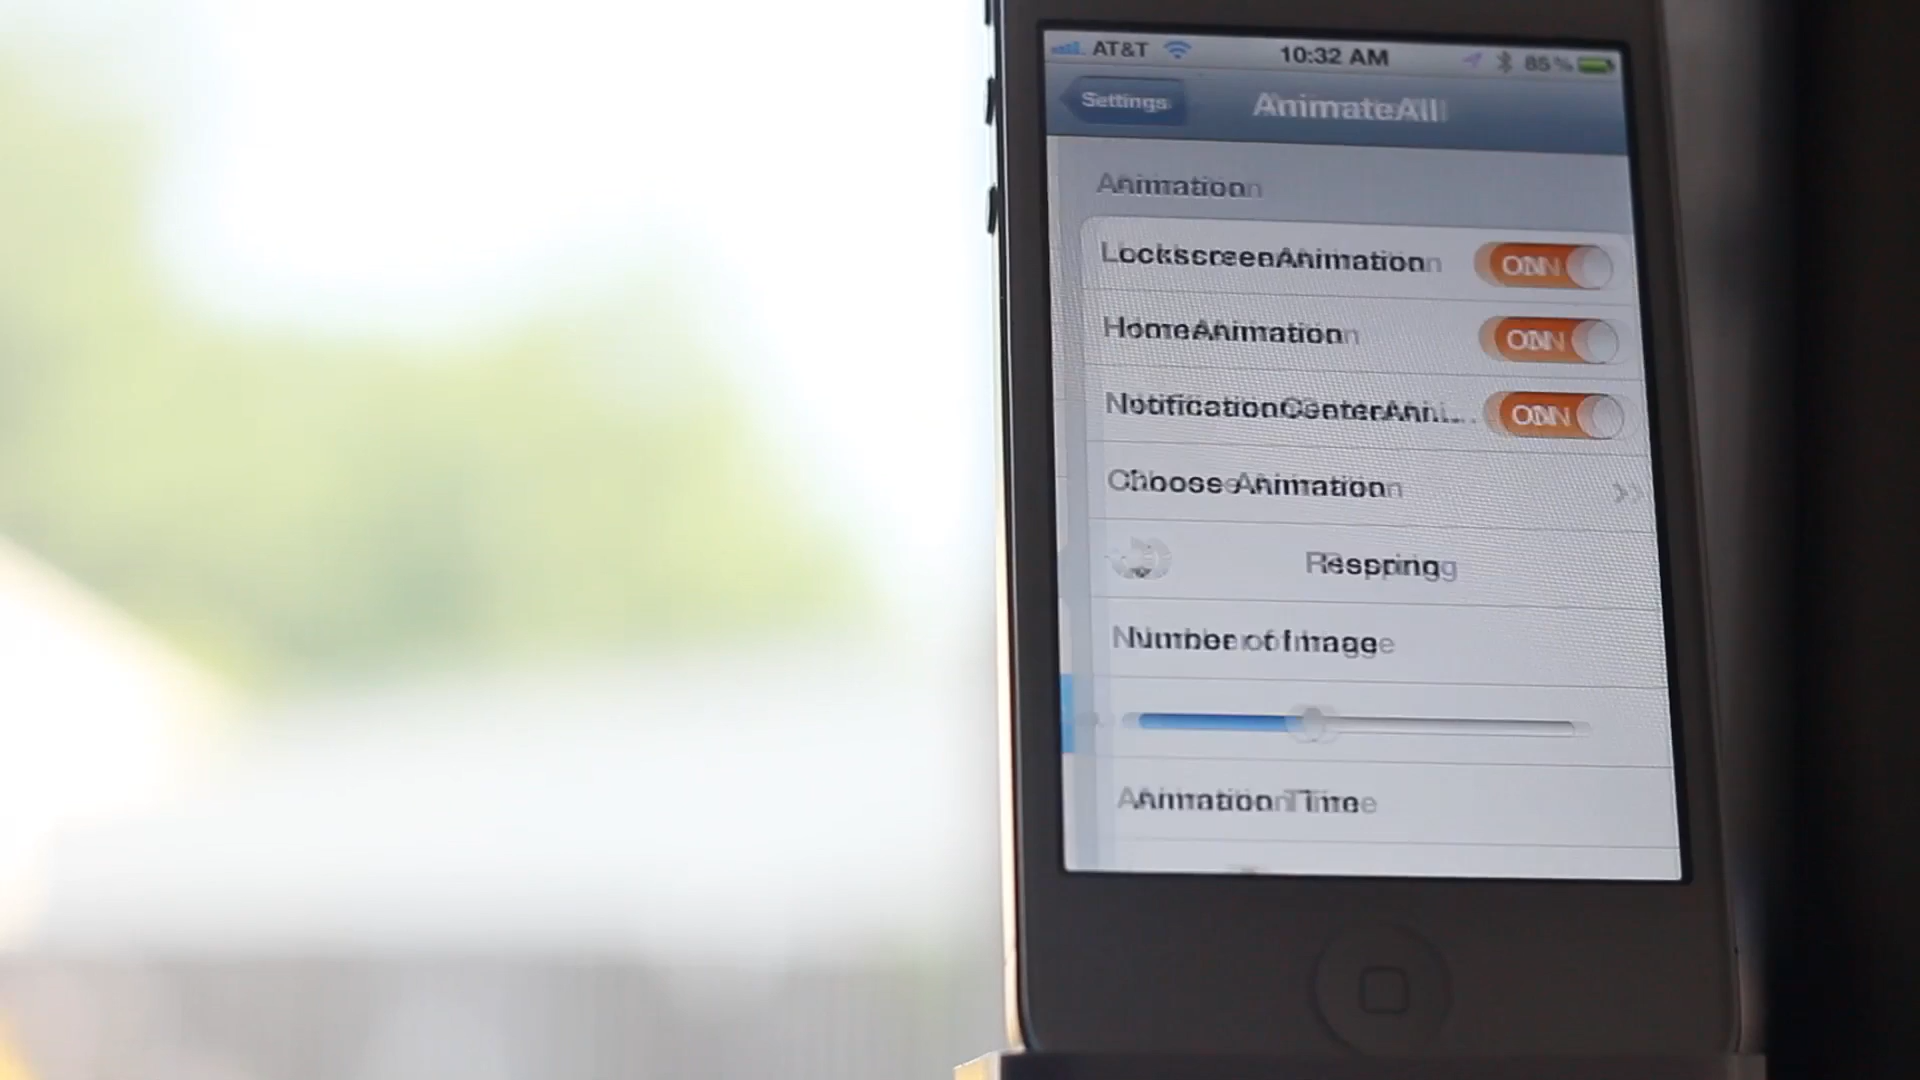 AT&T 10:32 AM 85%
Settings AnimateAll
Animation
LockscreenAnimation ON
HomeAnimation ON
NotificationCenterAni... ON
Choose Animation
Respring
Number of Image
Animation Time